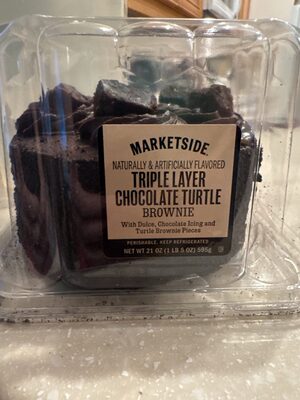 MARKETSIDE.
NATURALLY & ARTIFICIALLY FLAVORED
TRIPLE LAYER
CHOCOLATE TURTLE
BROWNIE
With Dulce, Chocolate Icing and
Turtle Brownie Pieces
PERISHABLE, KEEP REFRIGERATED
NET WT 21 OZ (1 LB 5 OZ) 595g